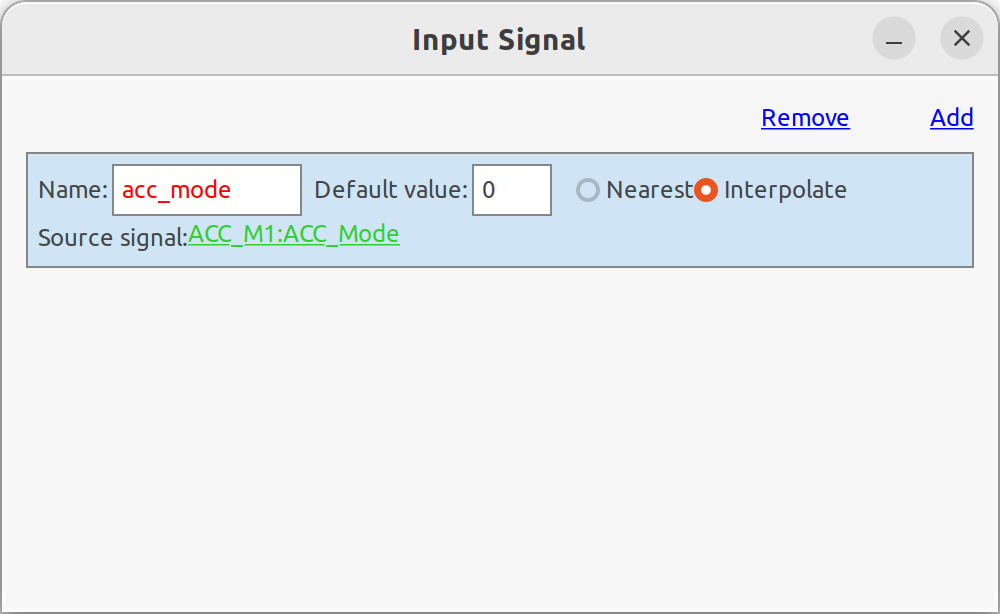 Input Signal
Remove Add
Name: acc_mode Default value: 0 Nearest Interpolate
Source signal:ACC_M1:ACC_Mode